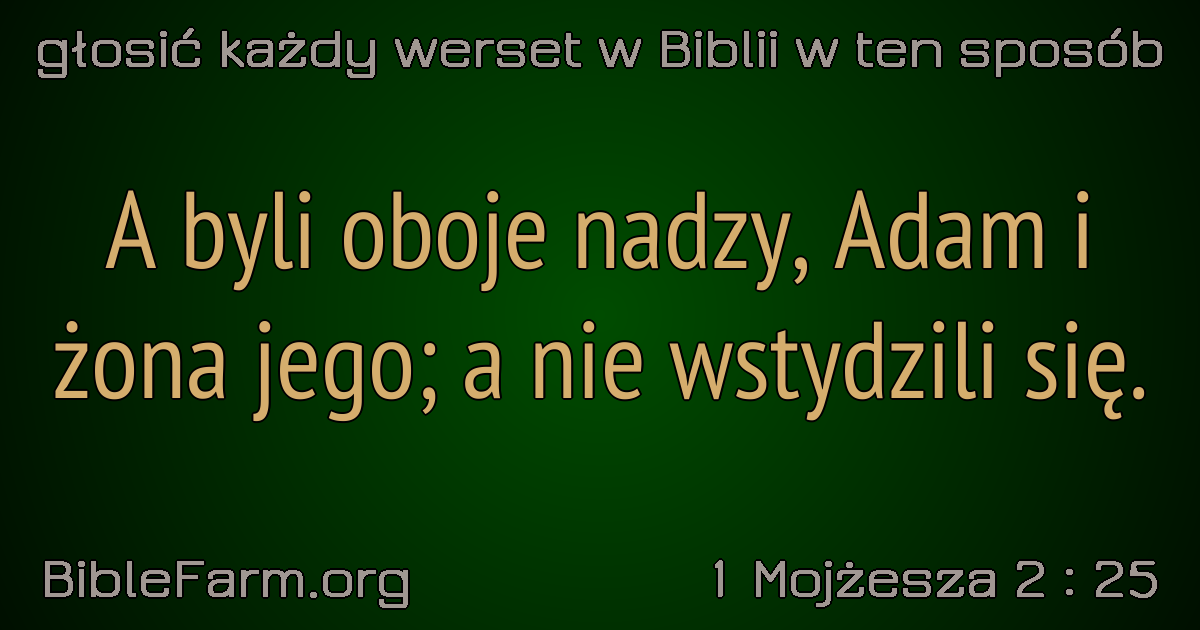 głosić każdy werset w Biblii w ten sposób
A byli oboje nadzy, Adam i
żona jego; a nie wstydzili się.
BibleFarm.org
1 Mojżesza 2 : 25